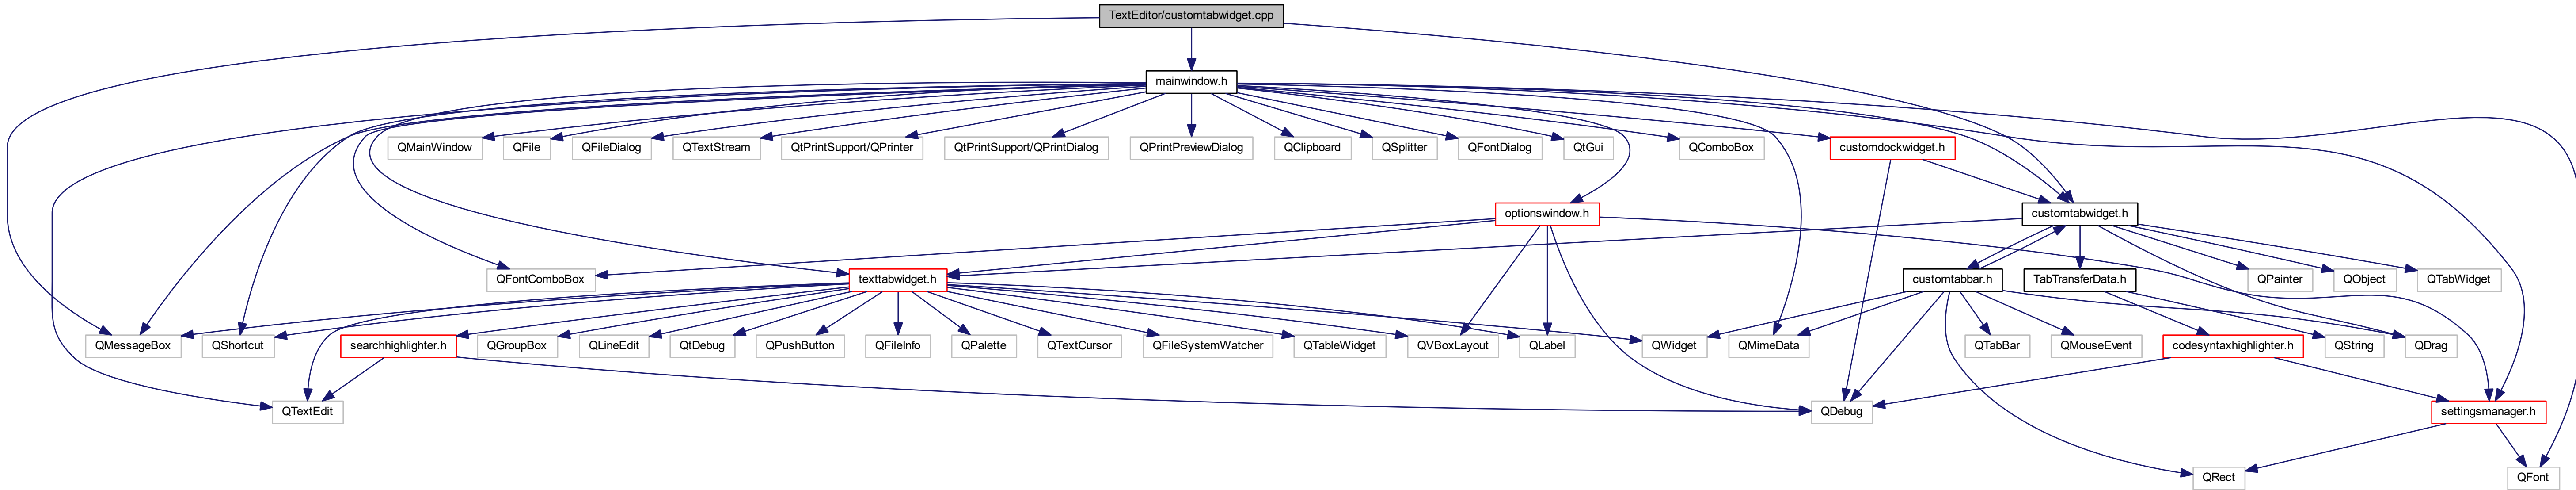 TextEditor/customtabwidget.cpp
mainwindow.h
QMainWindow
QFile
QFileDialog
QTextStream
QtPrintSupport/QPrinter
QtPrintSupport/QPrintDialog
QPrintPreviewDialog
QClipboard
QSplitter
QFontDialog
QtGui
QComboBox
customdockwidget.h
optionswindow.h
customtabwidget.h
QFontComboBox
texttabwidget.h
customtabbar.h
TabTransferData.h
QPainter
QObject
QTabWidget
QMessageBox
QShortcut
searchhighlighter.h
QGroupBox
QLineEdit
QtDebug
QPushButton
QFileInfo
QPalette
QTextCursor
QFileSystemWatcher
QTableWidget
QVBoxLayout
QLabel
QWidget
QMimeData
QTabBar
QMouseEvent
codesyntaxhighlighter.h
QString
QDrag
QTextEdit
QDebug
settingsmanager.h
QRect
QFont